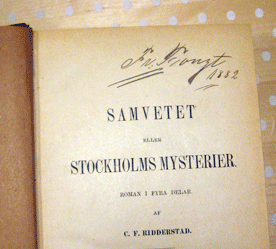 1882
SAMVETET
ELLER
STOCKHOLMS MYSTERIER.
ROMAN I FYRA DELAR
AF
C. F. RIDDERSTAD.